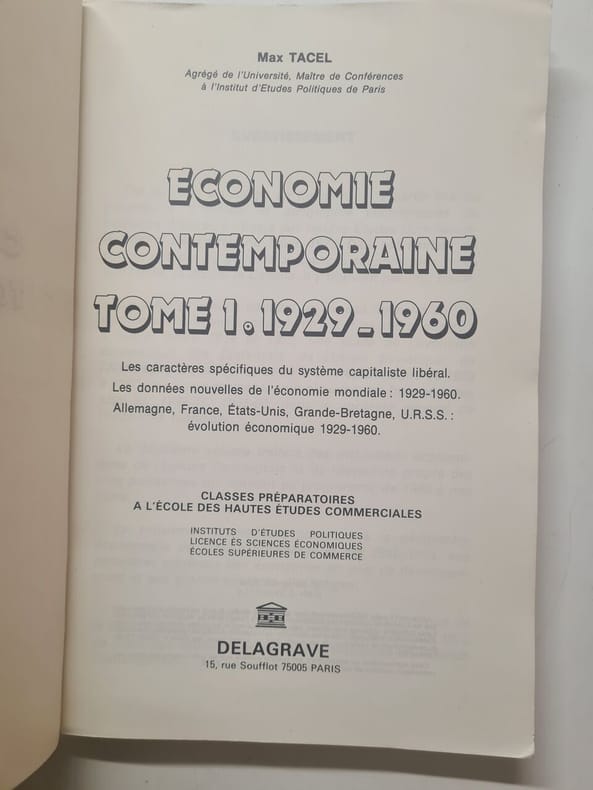 Max TACEL
Agrégé de l'Université, Maître de Conférences
à l'Institut d'Etudes Politiques de Paris
ECONOMIE
CONTEMPORAINE
TOME 1. 1929_1960
Les caractères spécifiques du système capitaliste libéral.
Les données nouvelles de l'économie mondiale : 1929-1960.
Allemagne, France, États-Unis, Grande-Bretagne, U.R.S.S. :
évolution économique 1929-1960.
CLASSES PRÉPARATOIRES
A L'ÉCOLE DES HAUTES ÉTUDES COMMERCIALES
INSTITUTS D'ÉTUDES POLITIQUES
LICENCE ÈS SCIENCES ÉCONOMIQUES
ÉCOLES SUPÉRIEURES DE COMMERCE
DELAGRAVE
15, rue Soufflot 75005 PARIS